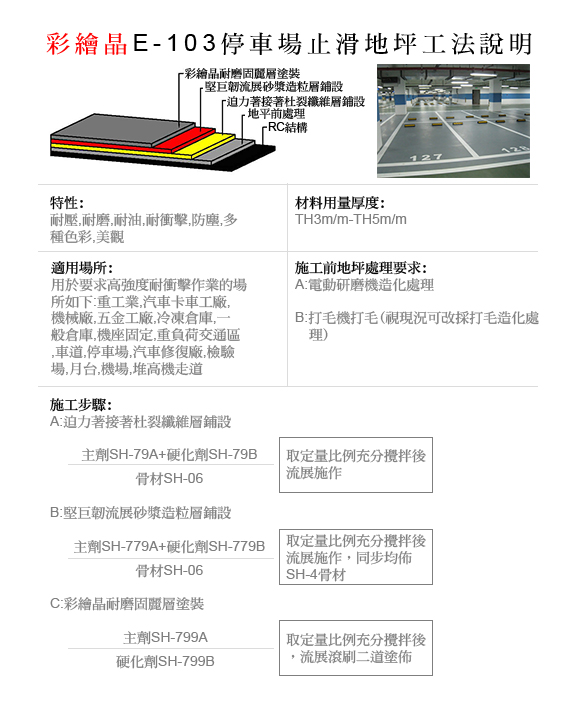 彩繪晶E-103停車場止滑地坪工法說明
彩繪晶耐磨固麗層塗裝
堅巨韌流展砂漿造粒層鋪設
迫力著接著杜裂纖維層鋪設
地平前處理
RC結構
127
128
特性:
耐壓,耐磨,耐油,耐衝擊,防塵,多
種色彩,美觀
材料用量厚度:
TH3m/m-TH5m/m
適用場所:
用於要求高強度耐衝擊作業的場
所如下:重工業,汽車卡車工廠,
機械廠,五金工廠,冷凍倉庫,一
般倉庫,機座固定,重負荷交通區
,車道,停車場,汽車修復廠,檢驗
場,月台,機場,堆高機走道
施工前地坪處理要求:
A:電動研磨機造化處理
B:打毛機打毛(視現況可改採打毛造化處
理)
施工步驟:
A:迫力著接著杜裂纖維層鋪設
主劑SH-79A+硬化劑SH-79B
骨材SH-06
取定量比例充分攪拌後
流展施作
B:堅巨韌流展砂漿造粒層鋪設
主劑SH-779A+硬化劑SH-779B
骨材SH-06
取定量比例充分攪拌後
流展施作，同步均佈
SH-4骨材
C:彩繪晶耐磨固麗層塗裝
主劑SH-799A
硬化劑SH-799B
取定量比例充分攪拌後
，流展滾刷二道塗佈